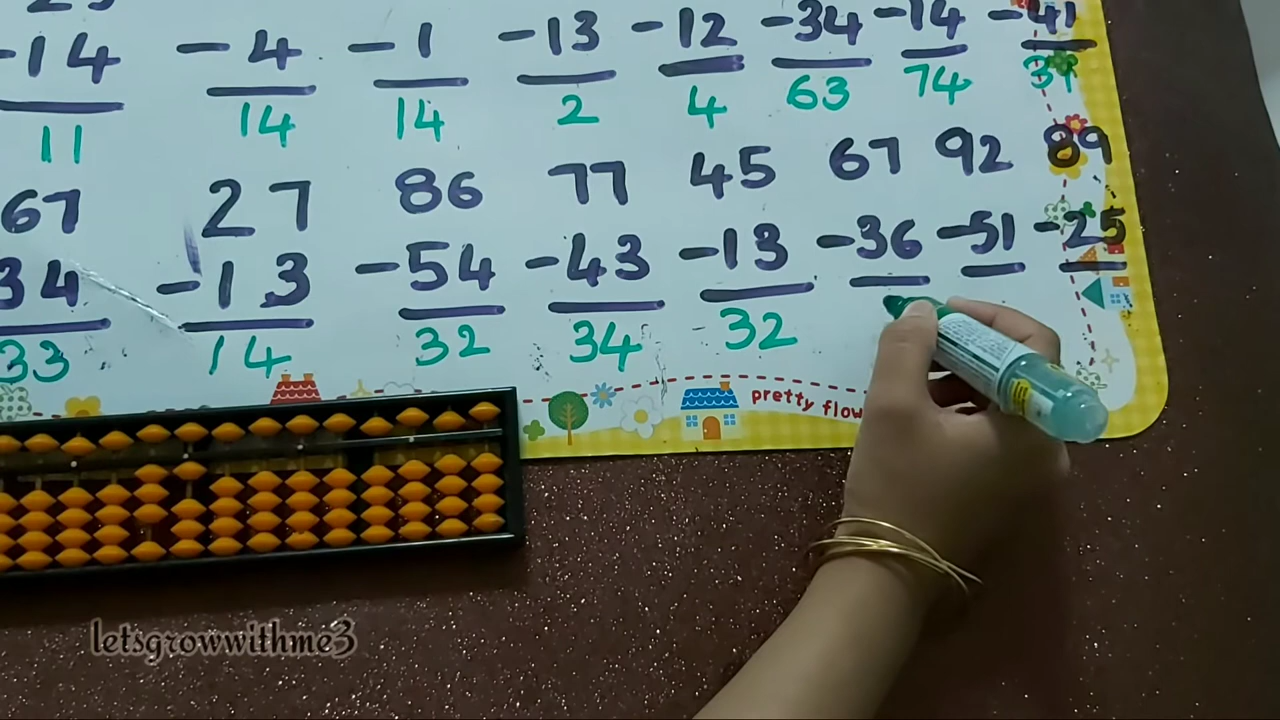 -14 -4 -1 -13 -12 -34 -14 -41
11 14 14 2 4 63 74
67 27 86 77 45 67 92 89
34 -13 -54 -43 -13 -36 -51 -25
33 14 32 34 32
pretty flow
letsgrowwithme3